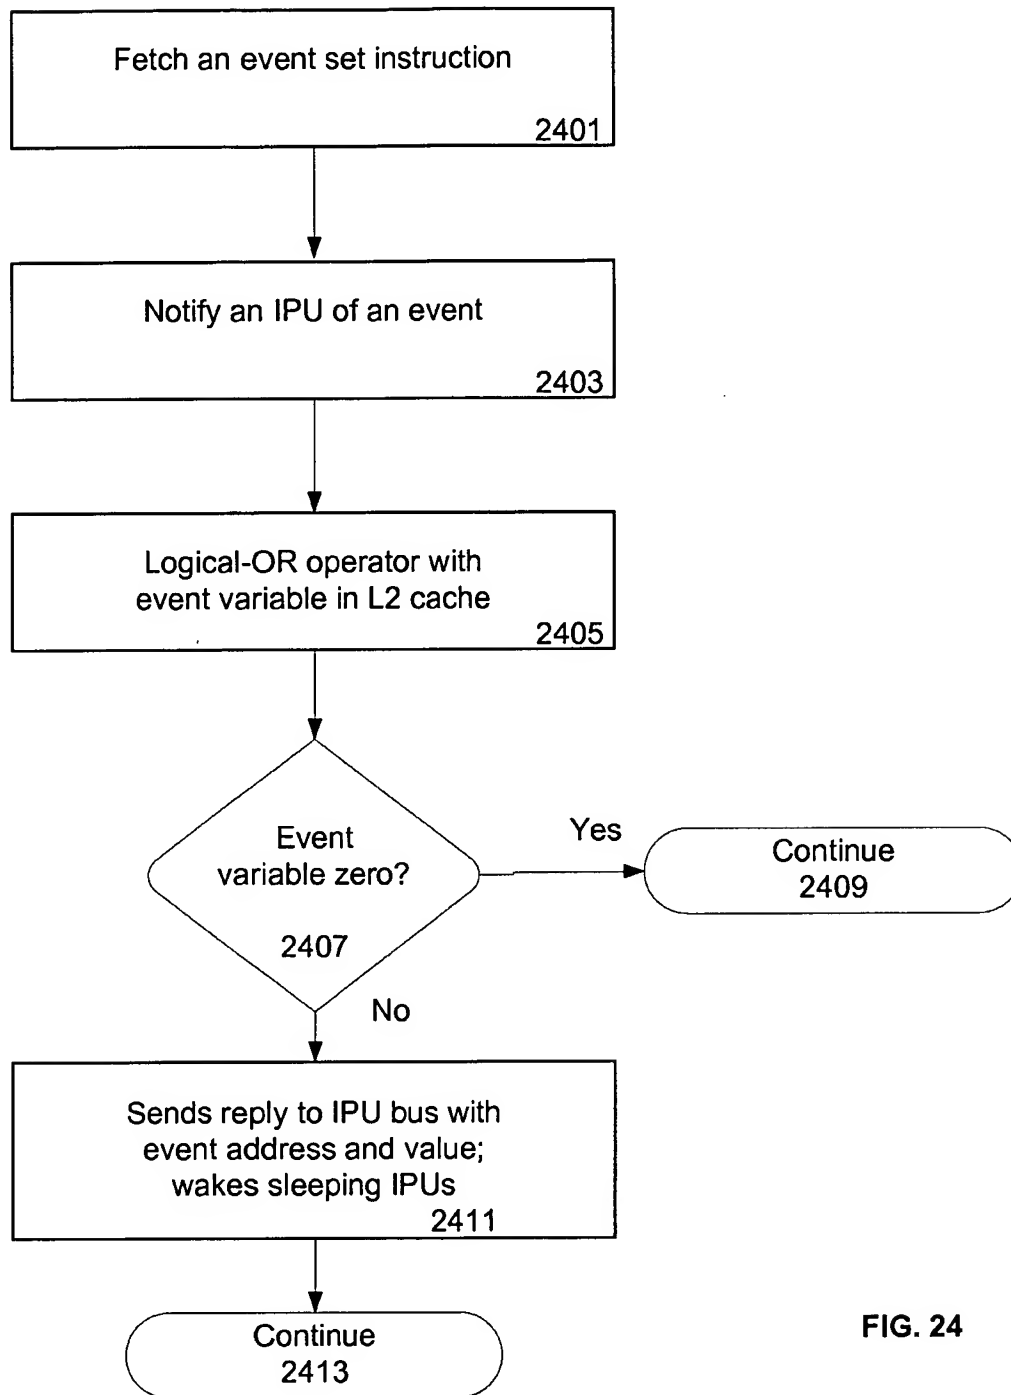 Fetch an event set instruction
2401
Notify an IPU of an event
2403
Logical-OR operator with
event variable in L2 cache
2405
Event
variable zero?
2407
Yes
Continue
2409
No
Sends reply to IPU bus with
event address and value;
wakes sleeping IPUs
2411
Continue
2413
FIG. 24